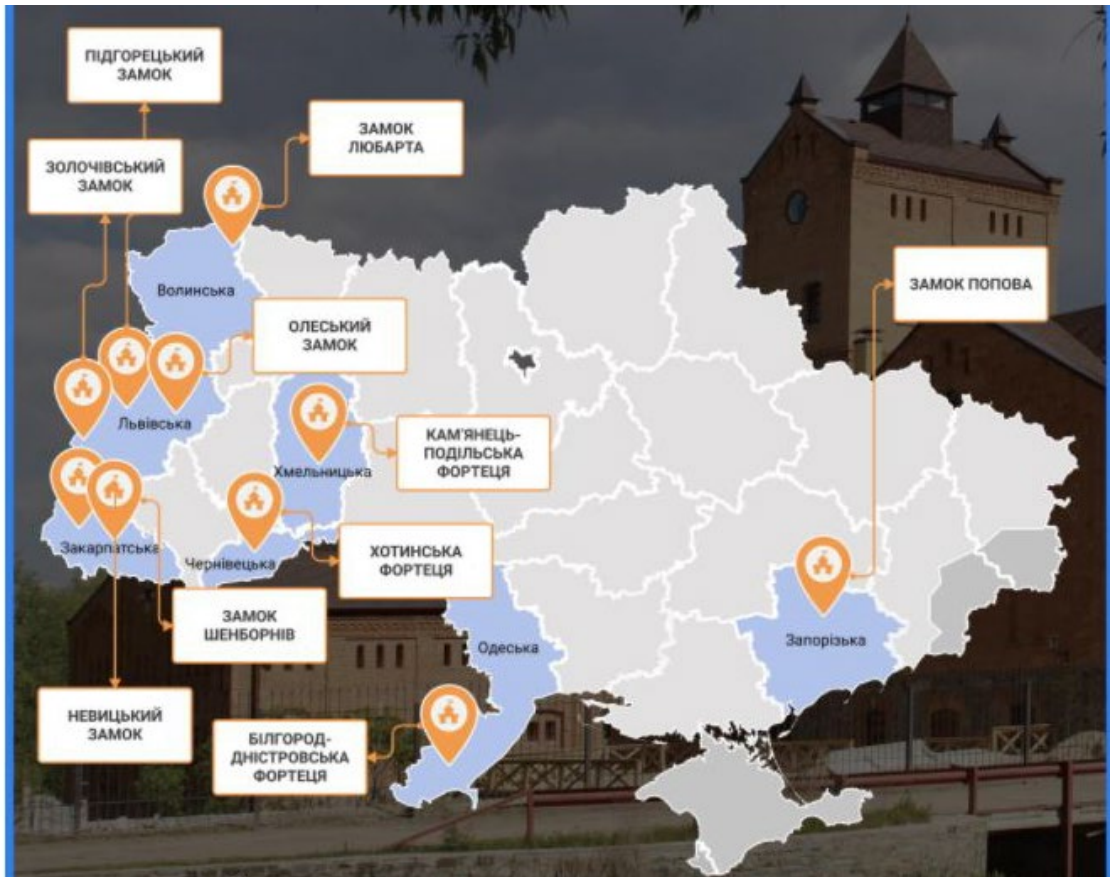 ПІДГОРЕЦЬКИЙ
ЗАМОК
ЗАМОК
ЛЮБАРТА
ЗОЛОЧІВСЬКИЙ
ЗАМОК
ЗАМОК ПОПОВА
Волинська
ОЛЕСЬКИЙ
ЗАМОК
Львівська
КАМ'ЯНЕЦЬ-
ПОДІЛЬСЬКА
ФОРТЕЦЯ
Хмельницька
Закарпатська
Чернівецька
ХОТИНСЬКА
ФОРТЕЦЯ
ЗАМОК
ШЕНБОРНІВ
Одеська
Запорізька
НЕВИЦЬКИЙ
ЗАМОК
БІЛГОРОД-
ДНІСТРОВСЬКА
ФОРТЕЦЯ